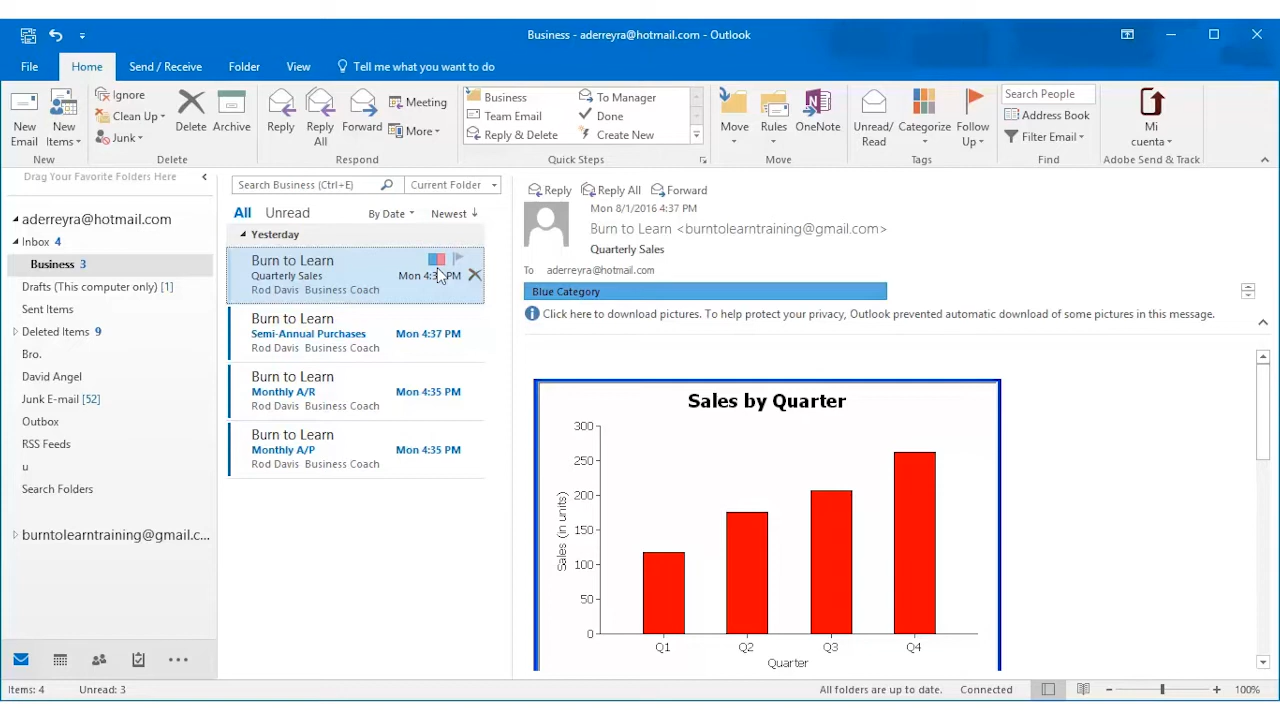 Business - aderreyra@hotmail.com - Outlook
File Home Send / Receive Folder View Tell me what you want to do
New Email
New Items
New
Ignore
Clean Up
Junk
Delete
Archive
Delete
Reply
Reply All
Forward
Meeting
More
Respond
Business
Team Email
Reply & Delete
To Manager
Done
Create New
Quick Steps
Move
Rules
OneNote
Move
Unread/ Read
Categorize
Follow Up
Tags
Search People
Address Book
Filter Email
Find
Mi cuenta
Adobe Send & Track
Drag Your Favorite Folders Here
aderreyra@hotmail.com
Inbox 4
Business 3
Drafts (This computer only) [1]
Sent Items
Deleted Items 9
Bro.
David Angel
Junk E-mail [52]
Outbox
RSS Feeds
u
Search Folders
burntolearntraining@gmail.c...
Search Business (Ctrl+E) Current Folder
All Unread By Date Newest
Yesterday
Burn to Learn
Quarterly Sales Mon 4:3 PM
Rod Davis Business Coach
Burn to Learn
Semi-Annual Purchases Mon 4:37 PM
Rod Davis Business Coach
Burn to Learn
Monthly A/R Mon 4:35 PM
Rod Davis Business Coach
Burn to Learn
Monthly A/P Mon 4:35 PM
Rod Davis Business Coach
Reply Reply All Forward
Mon 8/1/2016 4:37 PM
Burn to Learn <burntolearntraining@gmail.com>
Quarterly Sales
To aderreyra@hotmail.com
Blue Category
Click here to download pictures. To help protect your privacy, Outlook prevented automatic download of some pictures in this message.
Sales by Quarter
300
250
200
150
100
50
0
Sales (in units)
Q1 Q2 Q3 Q4
Quarter
Items: 4 Unread: 3 All folders are up to date. Connected 100%